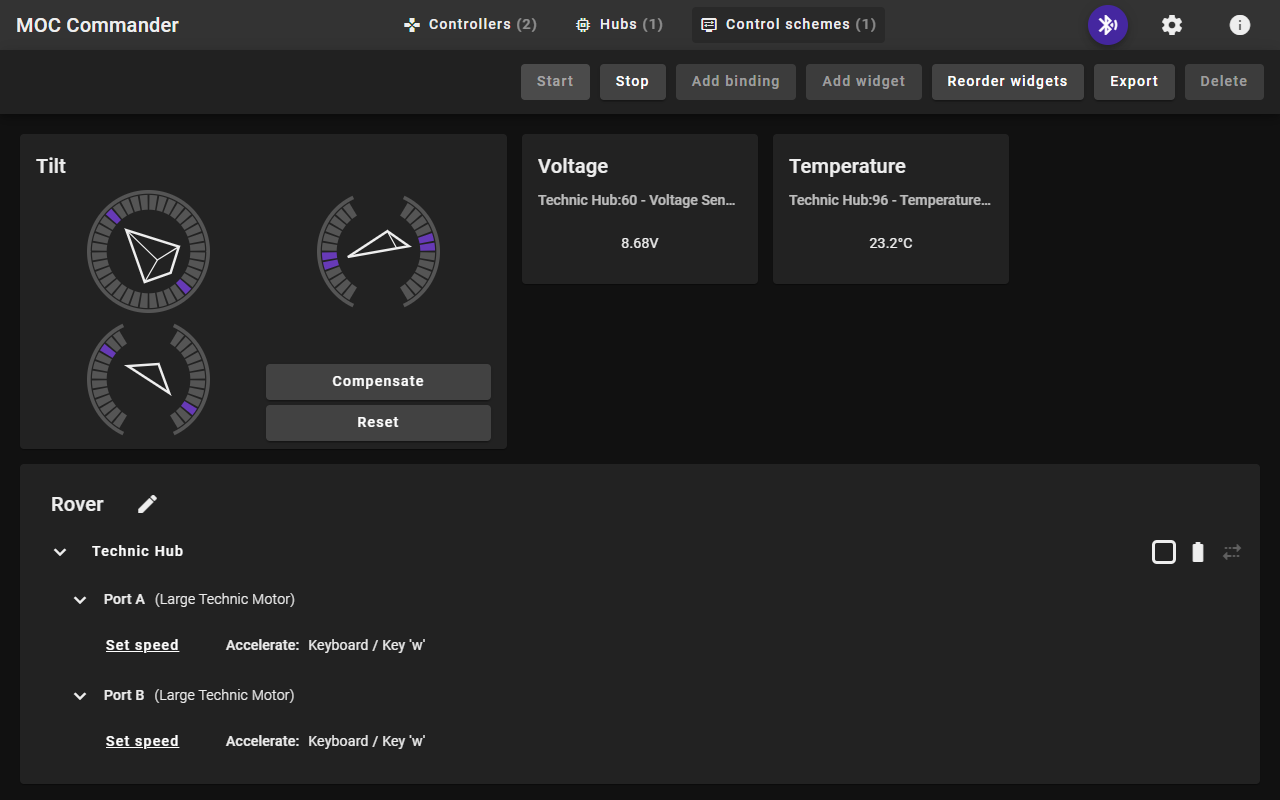 MOC Commander
Controllers (2)
Hubs (1)
Control schemes (1)
Start
Stop
Add binding
Add widget
Reorder widgets
Export
Delete
Tilt
Compensate
Reset
Voltage
Technic Hub:60 - Voltage Sen...
8.68V
Temperature
Technic Hub:96 - Temperature...
23.2°C
Rover
Technic Hub
Port A (Large Technic Motor)
Set speed Accelerate: Keyboard / Key 'w'
Port B (Large Technic Motor)
Set speed Accelerate: Keyboard / Key 'w'